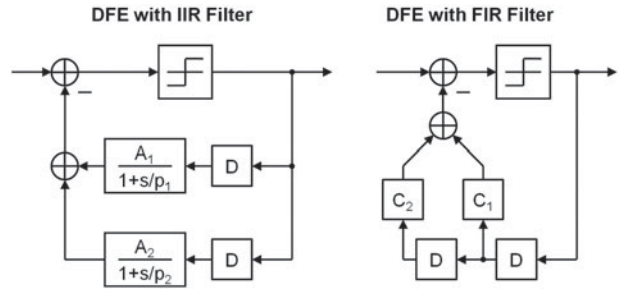 DFE with IIR Filter
DFE with FIR Filter
−
−
A₁
1+s/p₁
D
A₂
1+s/p₂
D
C₂
C₁
D
D